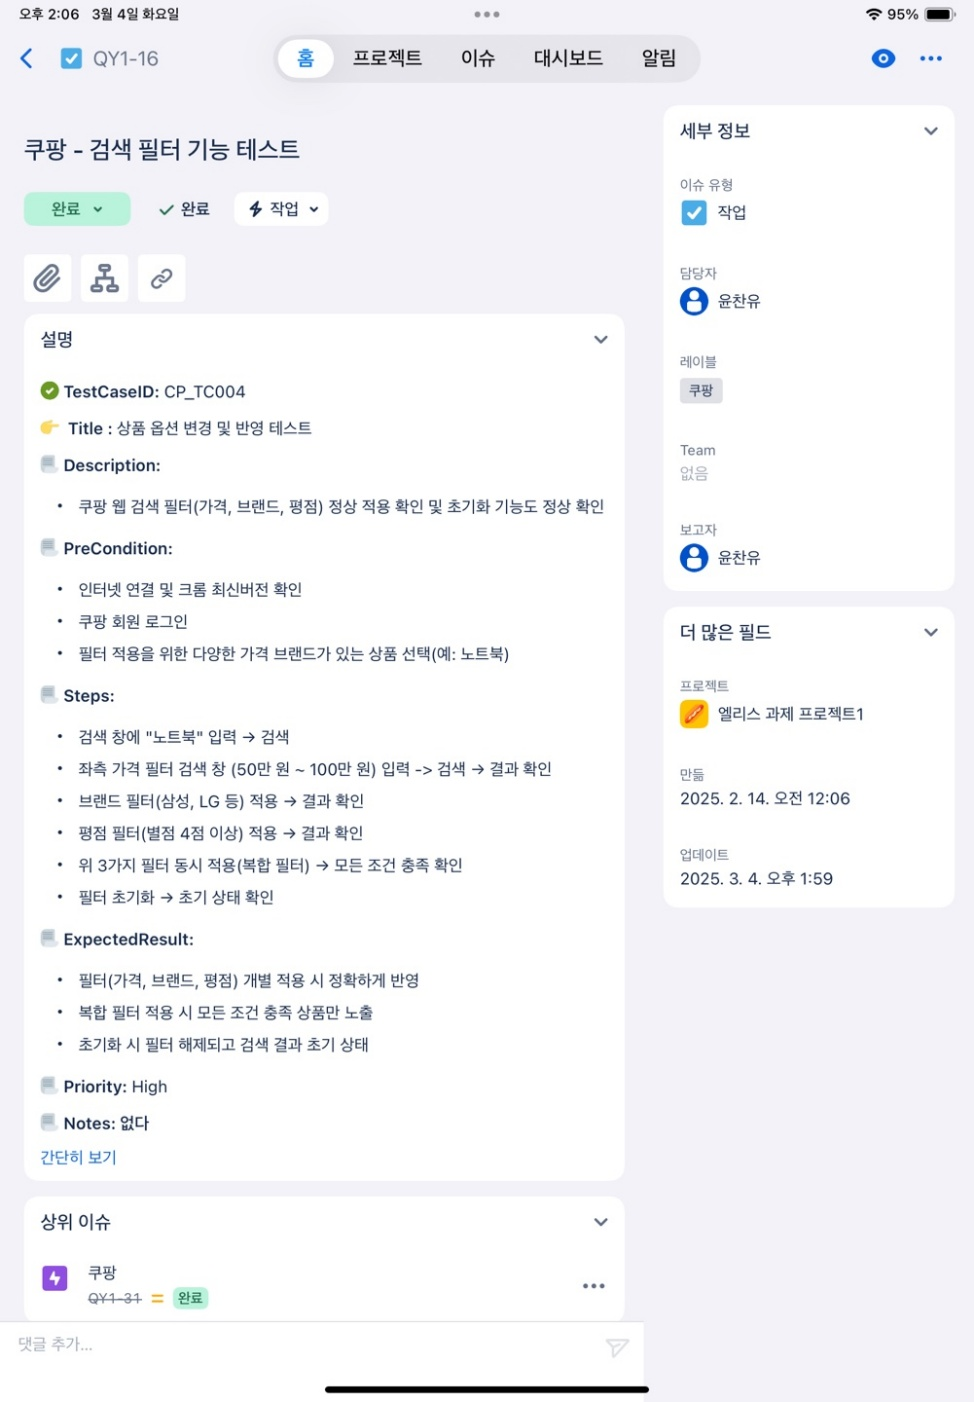 오후 2:06 3월 4일 화요일
95%
QY1-16
홈 프로젝트 이슈 대시보드 알림
쿠팡 - 검색 필터 기능 테스트
완료 완료 작업
설명
TestCaseID: CP_TC004
Title : 상품 옵션 변경 및 반영 테스트
Description:
• 쿠팡 웹 검색 필터(가격, 브랜드, 평점) 정상 적용 확인 및 초기화 기능도 정상 확인
PreCondition:
• 인터넷 연결 및 크롬 최신버전 확인
• 쿠팡 회원 로그인
• 필터 적용을 위한 다양한 가격 브랜드가 있는 상품 선택(예: 노트북)
Steps:
• 검색 창에 "노트북" 입력 → 검색
• 좌측 가격 필터 검색 창 (50만 원 ~ 100만 원) 입력 -> 검색 → 결과 확인
• 브랜드 필터(삼성, LG 등) 적용 → 결과 확인
• 평점 필터(별점 4점 이상) 적용 → 결과 확인
• 위 3가지 필터 동시 적용(복합 필터) → 모든 조건 충족 확인
• 필터 초기화 → 초기 상태 확인
ExpectedResult:
• 필터(가격, 브랜드, 평점) 개별 적용 시 정확하게 반영
• 복합 필터 적용 시 모든 조건 충족 상품만 노출
• 초기화 시 필터 해제되고 검색 결과 초기 상태
Priority: High
Notes: 없다
간단히 보기
상위 이슈
쿠팡
QY1-31 완료
댓글 추가...
세부 정보
이슈 유형
작업
담당자
윤찬유
레이블
쿠팡
Team
없음
보고자
윤찬유
더 많은 필드
프로젝트
엘리스 과제 프로젝트1
만듦
2025. 2. 14. 오전 12:06
업데이트
2025. 3. 4. 오후 1:59